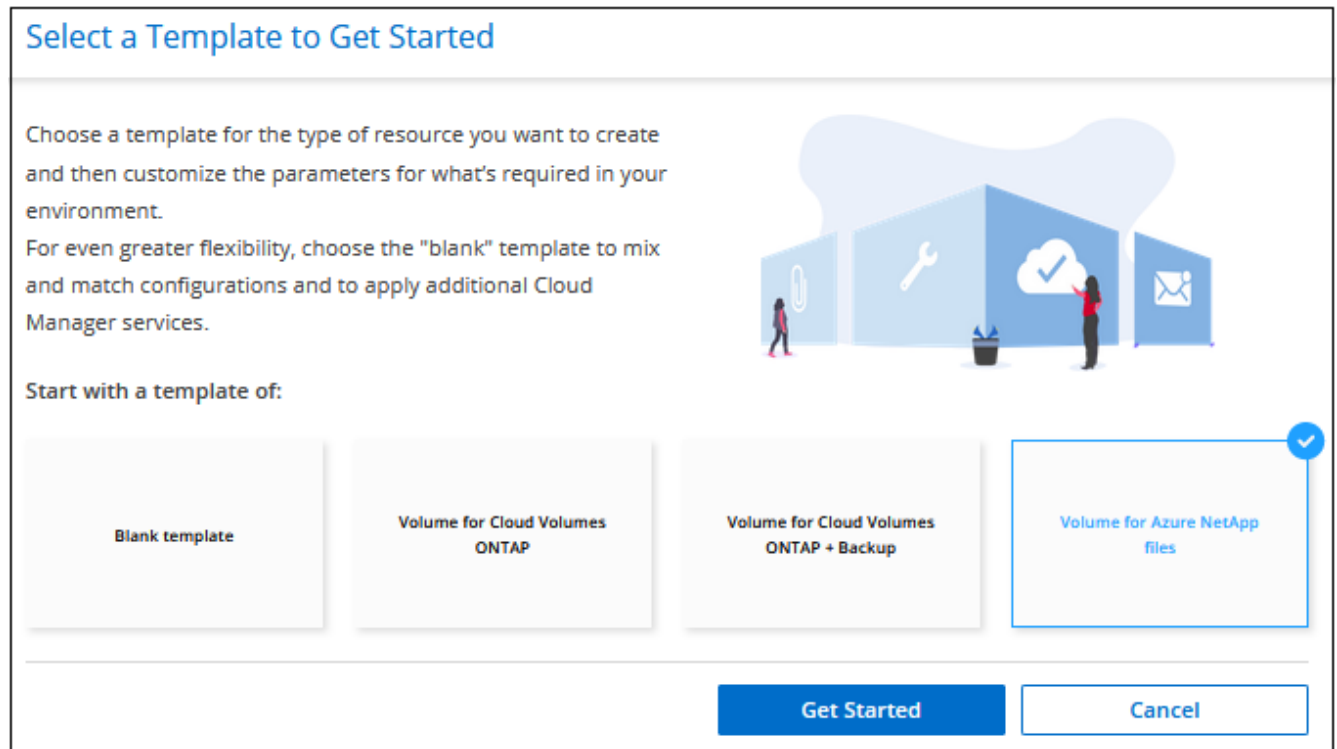 Select a Template to Get Started
Choose a template for the type of resource you want to create
and then customize the parameters for what's required in your
environment.
For even greater flexibility, choose the "blank" template to mix
and match configurations and to apply additional Cloud
Manager services.
Start with a template of:
Blank template
Volume for Cloud Volumes
ONTAP
Volume for Cloud Volumes
ONTAP + Backup
Volume for Azure NetApp
files
Get Started
Cancel